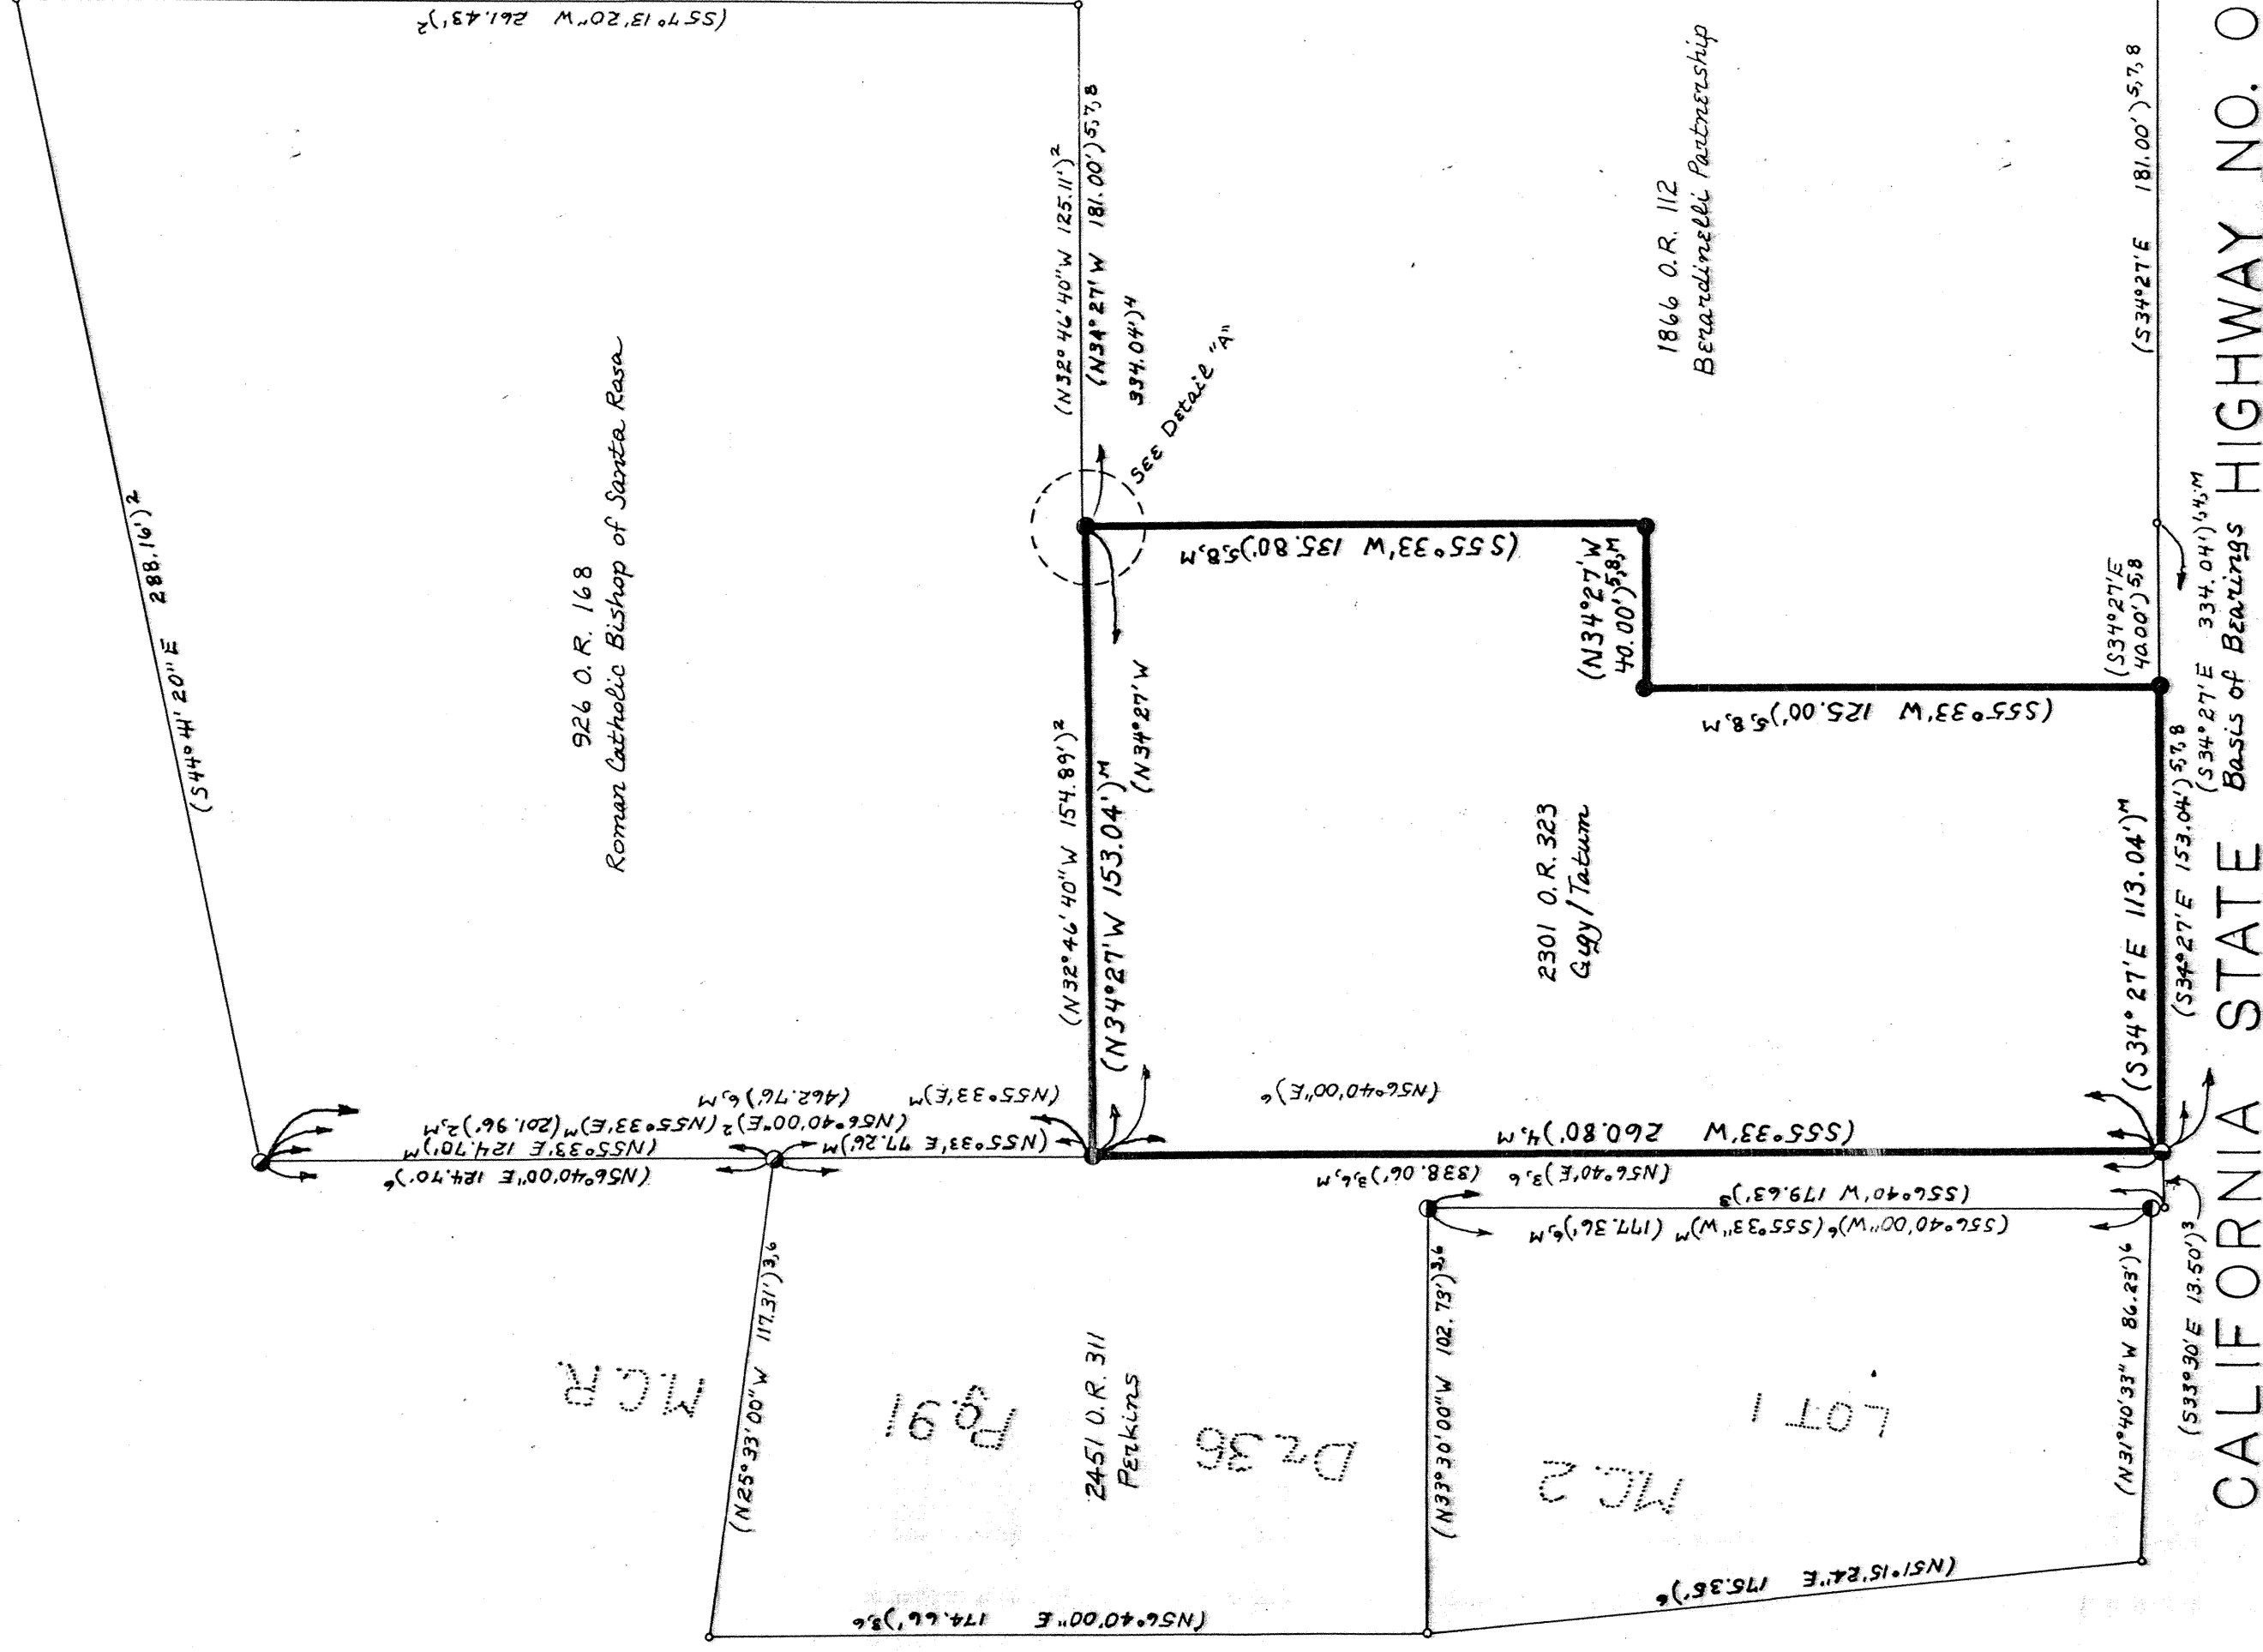 (S57°13'20"W 261.43')²
(S44°41'20"E 288.16')²
926 O.R. 168
Roman Catholic Bishop of Santa Rosa
(N32°46'40"W 125.11')²
(N34°27'W 181.00')⁵,⁷,⁸
334.04')⁴
SEE Detail "A"
1866 O.R. 112
Berardinelli Partnership
(S34°27'E 181.00')⁵,⁷,⁸
(S55°33'W 135.80')⁵,⁸,ᴹ
(N34°27'W
40.00')⁵,⁸,ᴹ
(S55°33'W 125.00')⁵,⁸,ᴹ
(S34°27'E
40.00')⁵,⁸
(N32°46'40"W 154.89')²
(N34°27'W 153.04')ᴹ
(N34°27'W
2301 O.R. 323
Gugy/Tatum
(S34°27'E 113.04')ᴹ
(S34°27'E 153.04')⁵,⁷,⁸
(S34°27'E 334.04')¹,⁴,ᴹ
Basis of Bearings
CALIFORNIA STATE HIGHWAY NO. O
(N55°33'E)ᴹ (462.76')⁶,ᴹ
(N56°40'00"E)² (N55°33'E)ᴹ (201.96')²,ᴹ
(N55°33'E 124.70')ᴹ
(N55°33'E 77.26')ᴹ
(N56°40'00"E 124.70')⁶
(N56°40'00"E)⁶
(S55°33'W 260.80')⁴,ᴹ
(N56°40'E)³,⁶ (338.06')³,⁶,ᴹ
(S56°40'W 179.63')³
(S56°40'00"W)⁶ (S55°33"W)ᴹ (177.36')⁶,ᴹ
(N25°33'00"W 117.31')³,⁶
M.C.R.
Pg. 91
2451 O.R. 311
Perkins
Dr. 36
(N33°30'00"W 102.73')³,⁶
M.C. 2
LOT 1
(N31°40'33"W 86.23')⁶
(S33°30'E 13.50')³
(N56°40'00"E 174.66')³,⁶
(N51°15'24"E 175.35')⁶